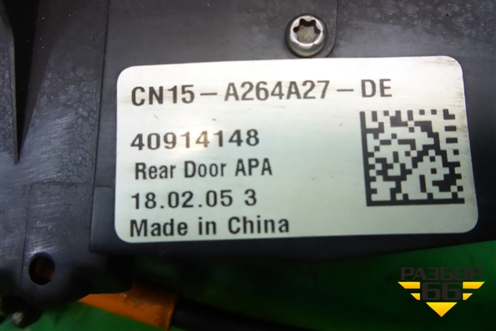 CN15-A264A27-DE
40914148
Rear Door APA
18.02.05 3
Made in China
РАЗБОР
66